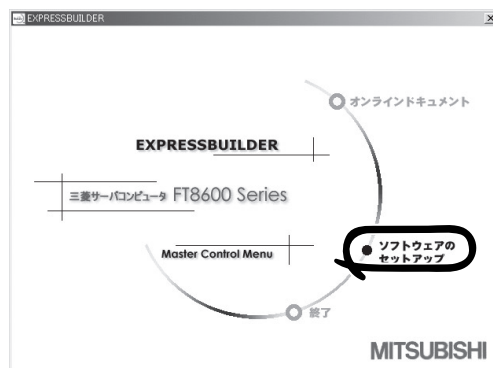 EXPRESSBUILDER
オンラインドキュメント
EXPRESSBUILDER
三菱サーバコンピュータ FT8600 Series
Master Control Menu
ソフトウェアの
セットアップ
終了
MITSUBISHI